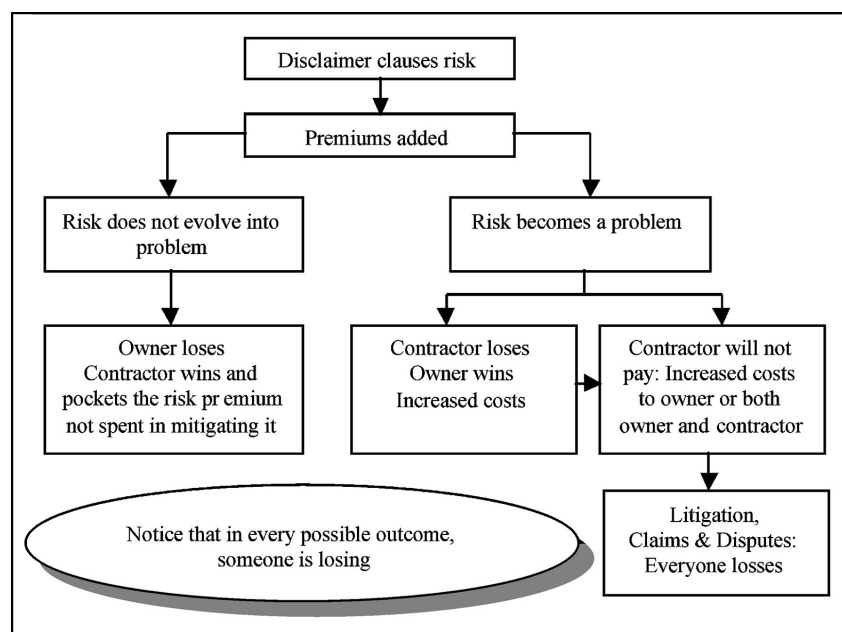 Disclaimer clauses risk
Premiums added
Risk does not evolve into
problem
Risk becomes a problem
Owner loses
Contractor wins and
pockets the risk premium
not spent in mitigating it
Contractor loses
Owner wins
Increased costs
Contractor will not
pay: Increased costs
to owner or both
owner and contractor
Notice that in every possible outcome,
someone is losing
Litigation,
Claims & Disputes:
Everyone losses